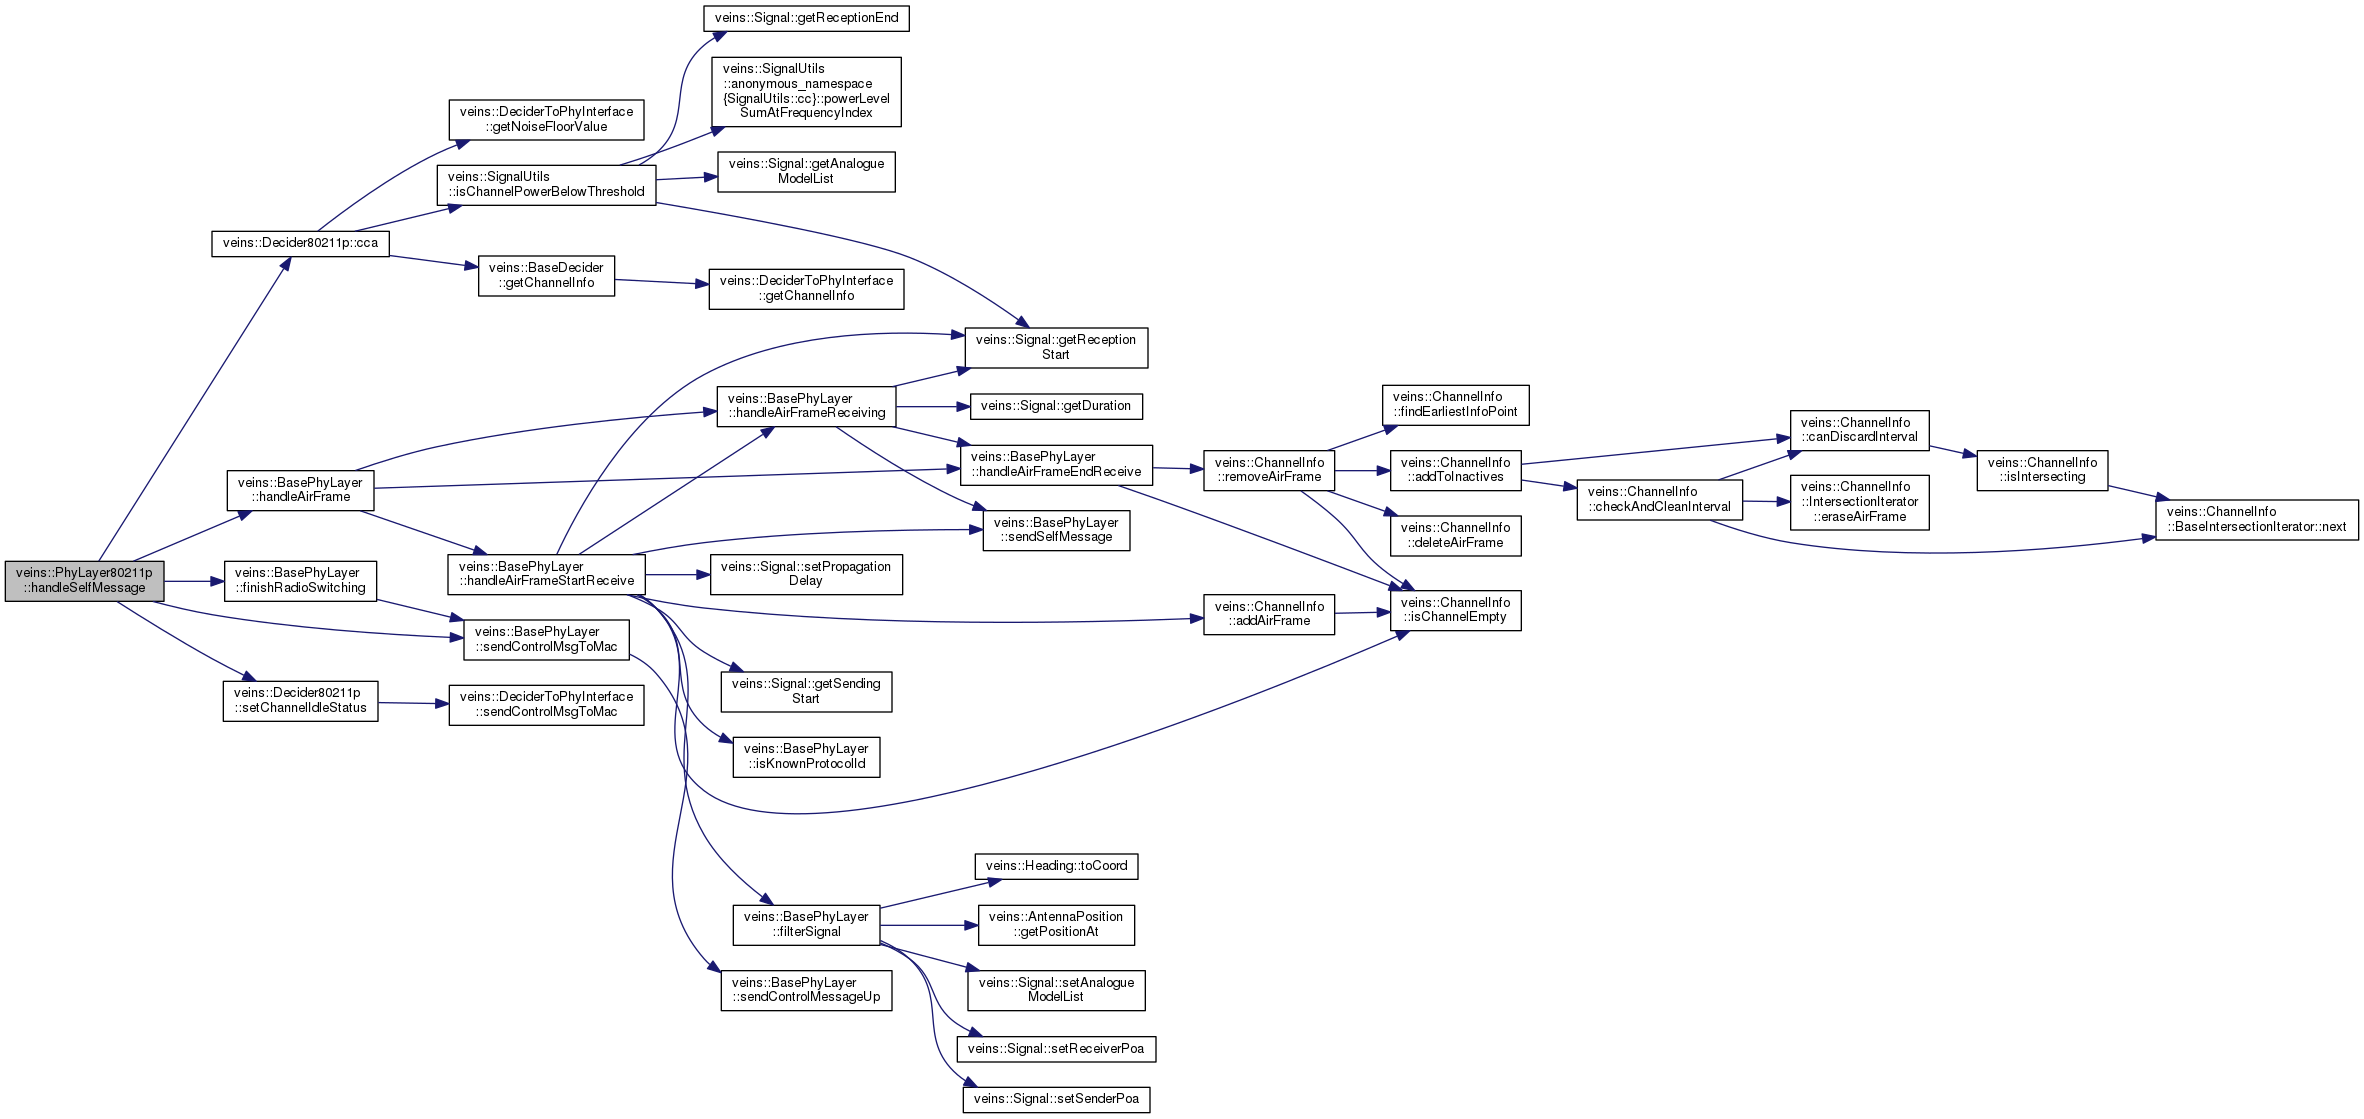 veins::PhyLayer80211p
::handleSelfMessage
veins::Decider80211p::cca
veins::BasePhyLayer
::handleAirFrame
veins::BasePhyLayer
::finishRadioSwitching
veins::Decider80211p
::setChannelIdleStatus
veins::DeciderToPhyInterface
::getNoiseFloorValue
veins::SignalUtils
::isChannelPowerBelowThreshold
veins::BaseDecider
::getChannelInfo
veins::BasePhyLayer
::handleAirFrameStartReceive
veins::BasePhyLayer
::sendControlMsgToMac
veins::DeciderToPhyInterface
::sendControlMsgToMac
veins::Signal::getReceptionEnd
veins::SignalUtils
::anonymous_namespace
{SignalUtils::cc}::powerLevel
SumAtFrequencyIndex
veins::Signal::getAnalogue
ModelList
veins::DeciderToPhyInterface
::getChannelInfo
veins::BasePhyLayer
::handleAirFrameReceiving
veins::Signal::setPropagation
Delay
veins::Signal::getSending
Start
veins::BasePhyLayer
::isKnownProtocolId
veins::BasePhyLayer
::filterSignal
veins::BasePhyLayer
::sendControlMessageUp
veins::Signal::getReception
Start
veins::Signal::getDuration
veins::BasePhyLayer
::handleAirFrameEndReceive
veins::BasePhyLayer
::sendSelfMessage
veins::Heading::toCoord
veins::AntennaPosition
::getPositionAt
veins::Signal::setAnalogue
ModelList
veins::Signal::setReceiverPoa
veins::Signal::setSenderPoa
veins::ChannelInfo
::removeAirFrame
veins::ChannelInfo
::addAirFrame
veins::ChannelInfo
::findEarliestInfoPoint
veins::ChannelInfo
::addToInactives
veins::ChannelInfo
::deleteAirFrame
veins::ChannelInfo
::isChannelEmpty
veins::ChannelInfo
::checkAndCleanInterval
veins::ChannelInfo
::canDiscardInterval
veins::ChannelInfo
::IntersectionIterator
::eraseAirFrame
veins::ChannelInfo
::isIntersecting
veins::ChannelInfo
::BaseIntersectionIterator::next